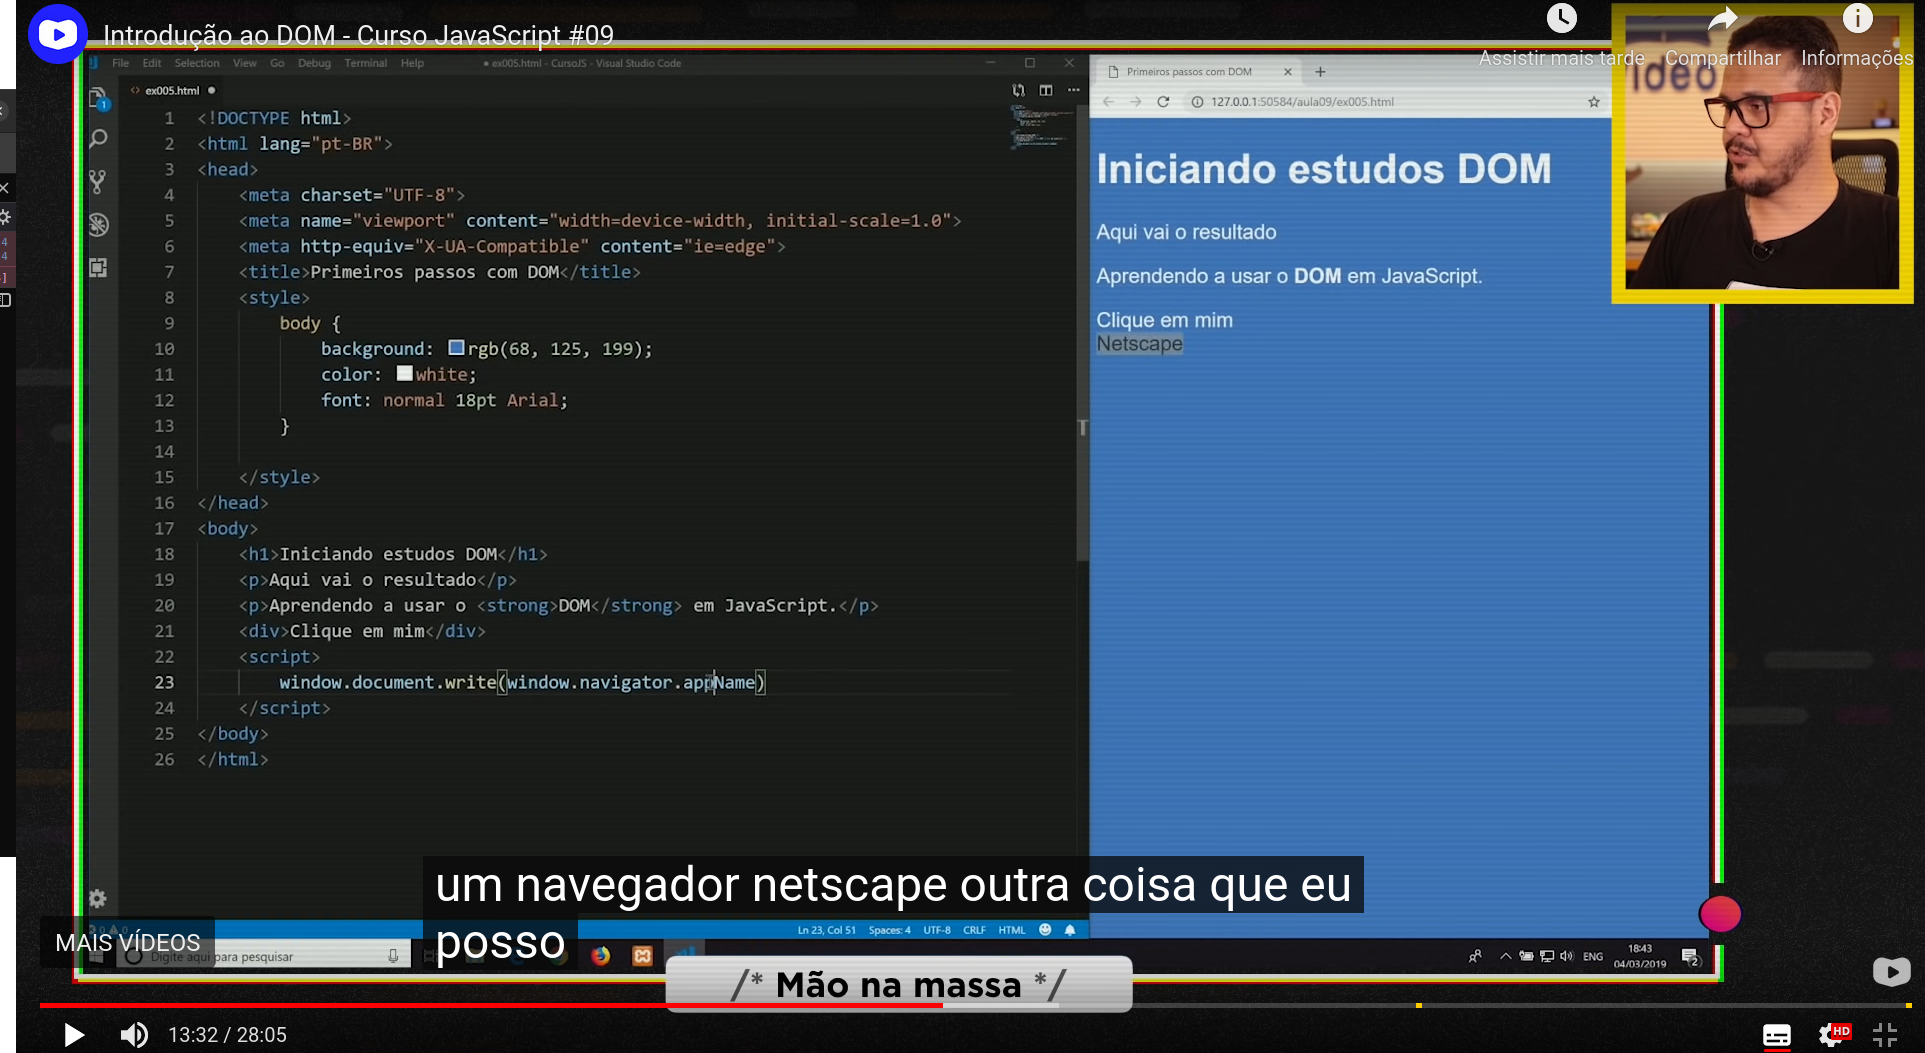 Introdução ao DOM - Curso JavaScript #09
Assistir mais tarde
Compartilhar
Informações
File Edit Selection View Go Debug Terminal Help
● ex005.html - CursoJS - Visual Studio Code
ex005.html
1
1 <!DOCTYPE html>
2 <html lang="pt-BR">
3 <head>
4 <meta charset="UTF-8">
5 <meta name="viewport" content="width=device-width, initial-scale=1.0">
6 <meta http-equiv="X-UA-Compatible" content="ie=edge">
7 <title>Primeiros passos com DOM</title>
8 <style>
9 body {
10 background: rgb(68, 125, 199);
11 color: white;
12 font: normal 18pt Arial;
13 }
14
15 </style>
16 </head>
17 <body>
18 <h1>Iniciando estudos DOM</h1>
19 <p>Aqui vai o resultado</p>
20 <p>Aprendendo a usar o <strong>DOM</strong> em JavaScript.</p>
21 <div>Clique em mim</div>
22 <script>
23 window.document.write(window.navigator.appName)
24 </script>
25 </body>
26 </html>
Primeiros passos com DOM
127.0.0.1:50584/aula09/ex005.html
Iniciando estudos DOM
Aqui vai o resultado
Aprendendo a usar o DOM em JavaScript.
Clique em mim
Netscape
ideo
um navegador netscape outra coisa que eu
posso
Ln 23, Col 51 Spaces: 4 UTF-8 CRLF HTML
MAIS VÍDEOS
Digite aqui para pesquisar
ENG
18:43
04/03/2019
2
/* Mão na massa */
13:32 / 28:05
HD